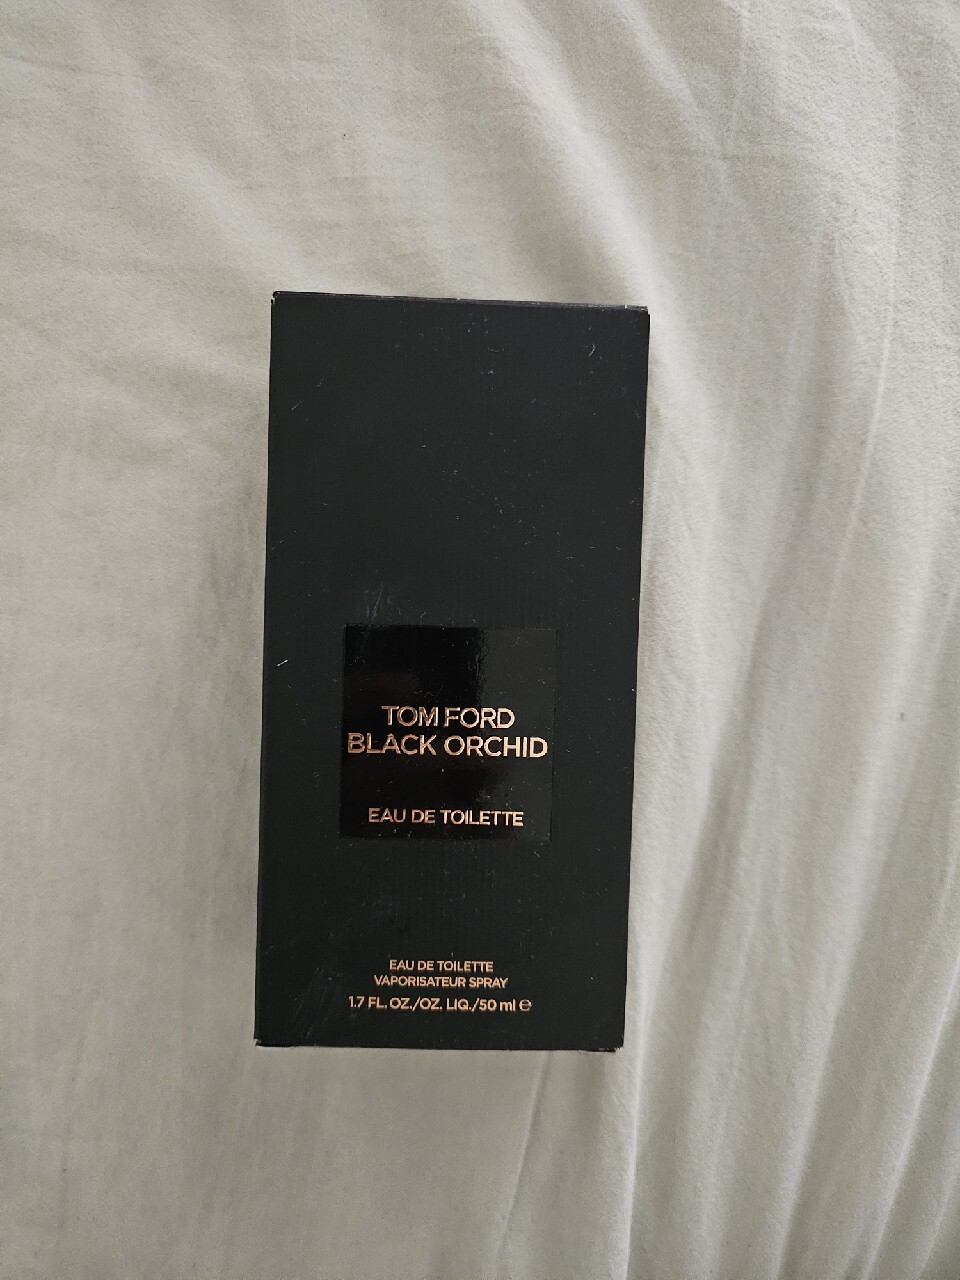 TOM FORD
BLACK ORCHID
EAU DE TOILETTE
EAU DE TOILETTE
VAPORISATEUR SPRAY
1.7 FL. OZ./OZ. LIQ./50 ml ℮